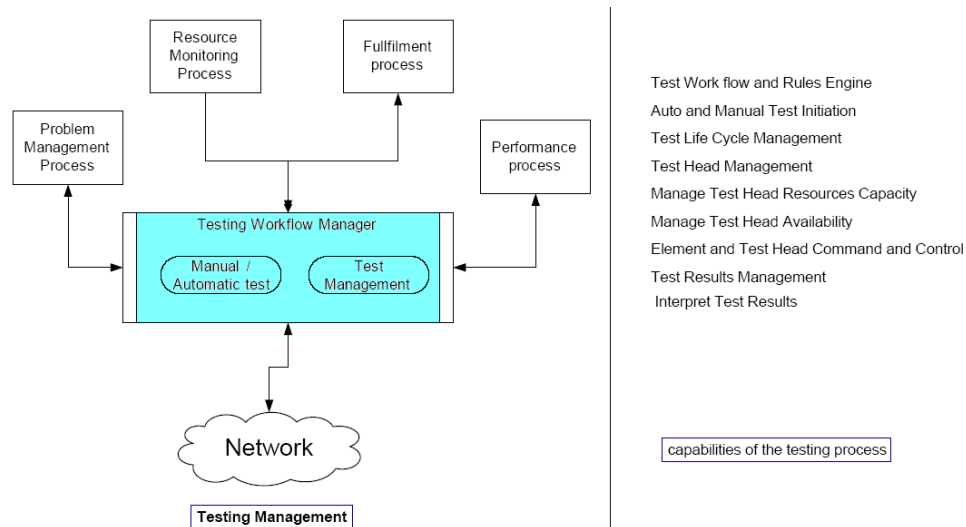 Resource
Monitoring
Process
Fullfilment
process
Problem
Management
Process
Performance
process
Testing Workflow Manager
Manual /
Automatic test
Test
Management
Network
Testing Management
Test Work flow and Rules Engine
Auto and Manual Test Initiation
Test Life Cycle Management
Test Head Management
Manage Test Head Resources Capacity
Manage Test Head Availability
Element and Test Head Command and Control
Test Results Management
Interpret Test Results
capabilities of the testing process